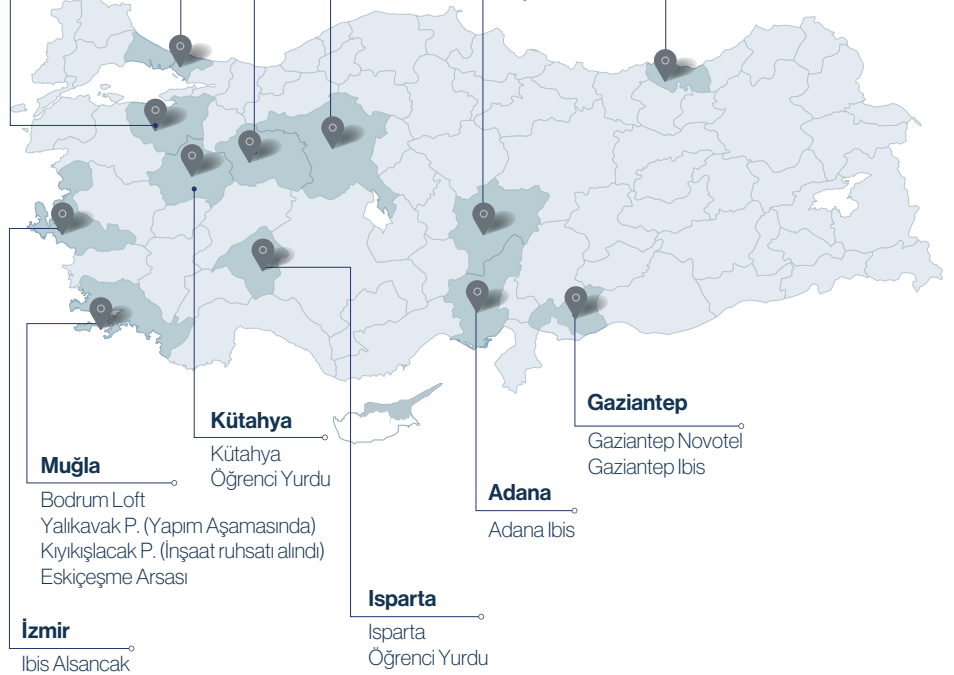 Gaziantep
Gaziantep Novotel
Gaziantep Ibis
Kütahya
Kütahya
Öğrenci Yurdu
Muğla
Bodrum Loft
Yalıkavak P. (Yapım Aşamasında)
Kıyıkışlacak P. (İnşaat ruhsatı alındı)
Eskiçeşme Arsası
Adana
Adana Ibis
Isparta
Isparta
Öğrenci Yurdu
İzmir
Ibis Alsancak